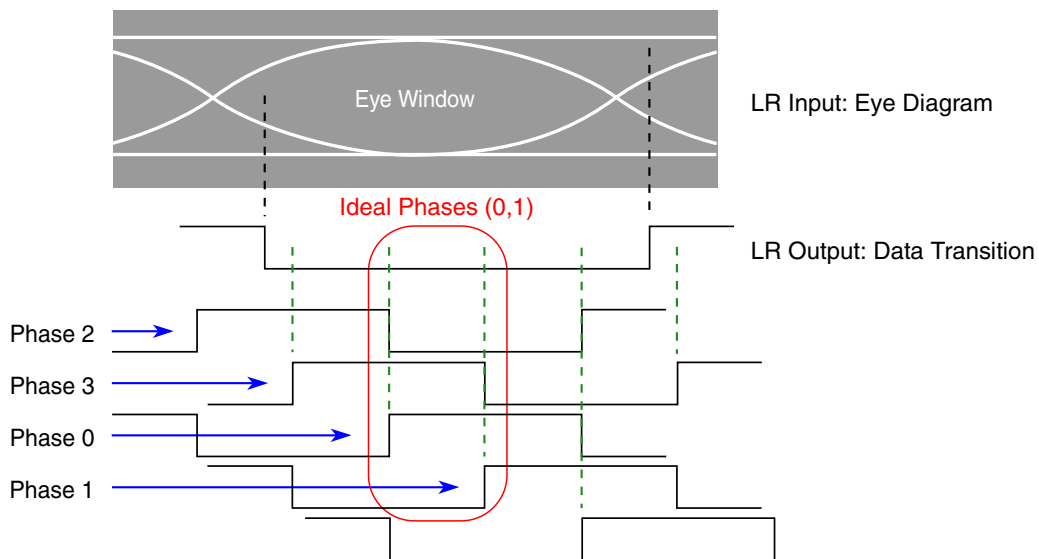 Eye Window
LR Input: Eye Diagram
Ideal Phases (0,1)
LR Output: Data Transition
Phase 2
Phase 3
Phase 0
Phase 1